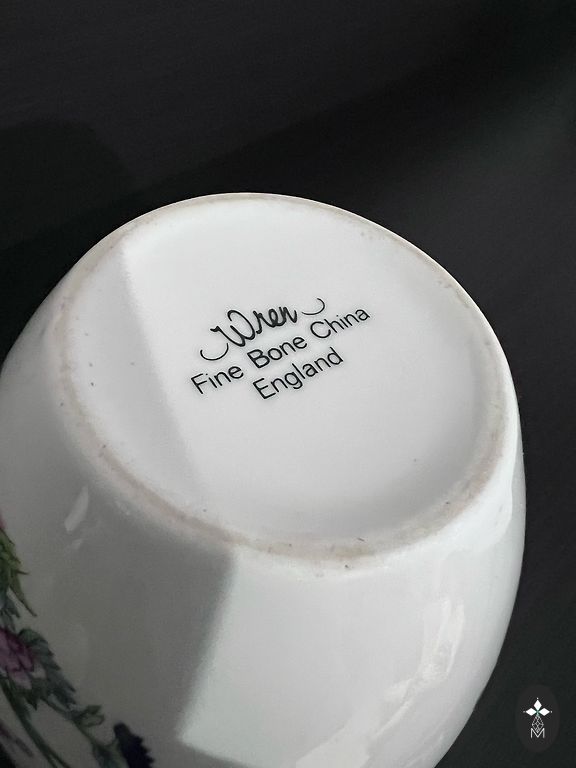 Wren
Fine Bone China
England
M